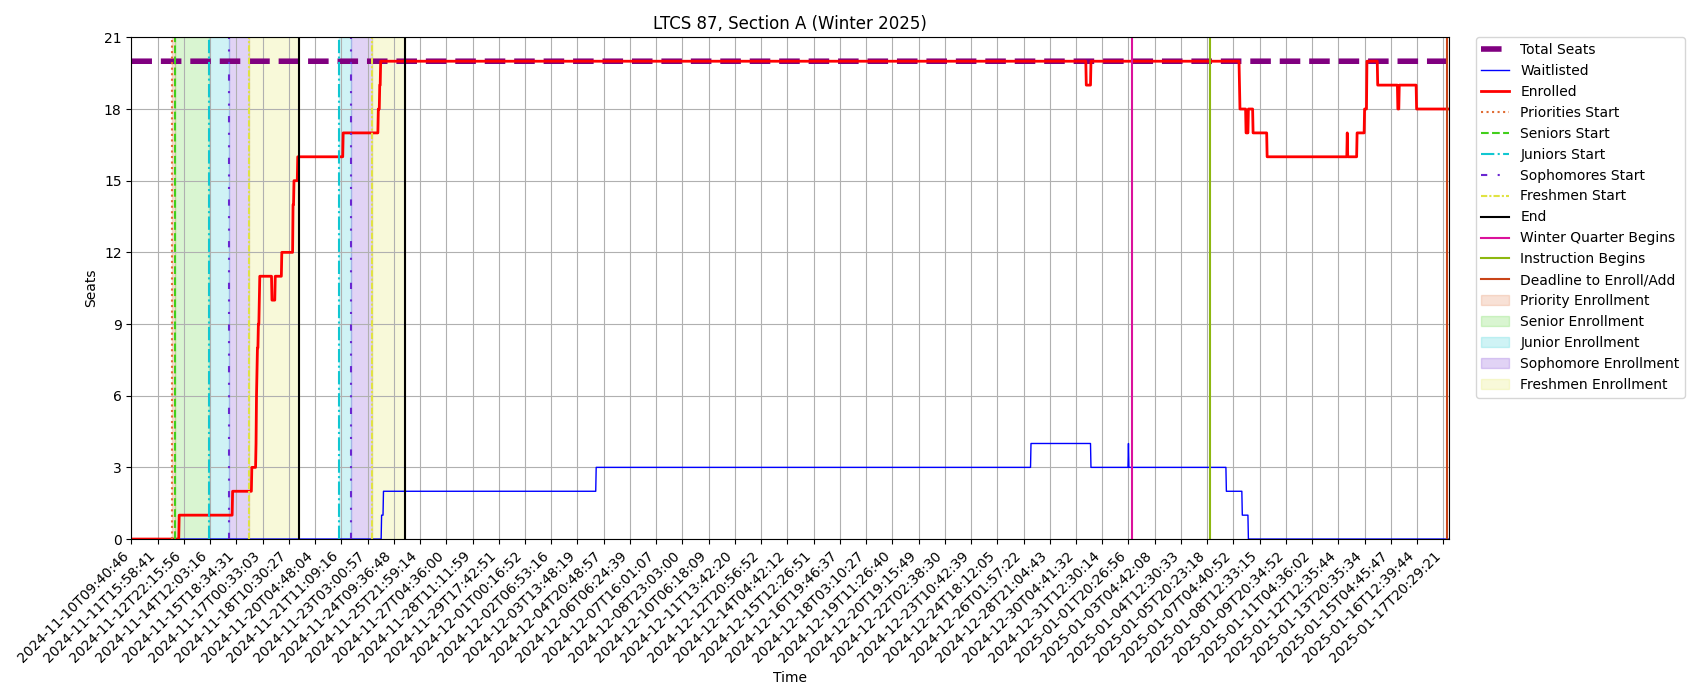 LTCS 87, Section A (Winter 2025)
21
18
15
12
9
6
3
0
Seats
2024-11-10T09:40:46
2024-11-11T15:58:41
2024-11-12T22:15:56
2024-11-14T12:03:16
2024-11-15T18:34:31
2024-11-17T00:33:03
2024-11-18T10:30:27
2024-11-20T04:48:04
2024-11-21T11:09:16
2024-11-23T03:00:57
2024-11-24T09:36:48
2024-11-25T21:59:14
2024-11-27T04:36:00
2024-11-28T11:11:59
2024-11-29T17:42:51
2024-12-01T00:16:52
2024-12-02T06:53:16
2024-12-03T13:48:19
2024-12-04T20:48:57
2024-12-06T06:24:39
2024-12-07T16:01:07
2024-12-08T23:03:00
2024-12-10T06:18:09
2024-12-11T13:42:20
2024-12-12T20:56:52
2024-12-14T04:42:12
2024-12-15T12:26:51
2024-12-16T19:46:37
2024-12-18T03:10:27
2024-12-19T11:26:40
2024-12-20T19:15:49
2024-12-22T02:38:30
2024-12-23T10:42:39
2024-12-24T18:12:05
2024-12-26T01:57:22
2024-12-28T21:04:43
2024-12-30T04:41:32
2024-12-31T12:30:14
2025-01-01T20:26:56
2025-01-03T04:42:08
2025-01-04T12:30:33
2025-01-05T20:23:18
2025-01-07T04:40:52
2025-01-08T12:33:15
2025-01-09T20:34:52
2025-01-11T04:36:02
2025-01-12T12:35:44
2025-01-13T20:35:34
2025-01-15T04:45:47
2025-01-16T12:39:44
2025-01-17T20:29:21
Time
Total Seats
Waitlisted
Enrolled
Priorities Start
Seniors Start
Juniors Start
Sophomores Start
Freshmen Start
End
Winter Quarter Begins
Instruction Begins
Deadline to Enroll/Add
Priority Enrollment
Senior Enrollment
Junior Enrollment
Sophomore Enrollment
Freshmen Enrollment